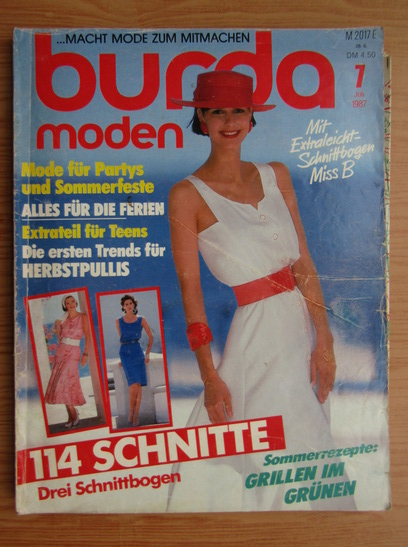 ...MACHT MODE ZUM MITMACHEN
M 2017 E
DM 4.50
burda
moden
7
JULI
1987
Mit
Extraleicht-
Schnittbogen
Miss B
Mode für Partys
und Sommerfeste
ALLES FÜR DIE FERIEN
Extrateil für Teens
Die ersten Trends für
HERBSTPULLIS
114 SCHNITTE
Drei Schnittbogen
Sommerrezepte:
GRILLEN IM
GRÜNEN